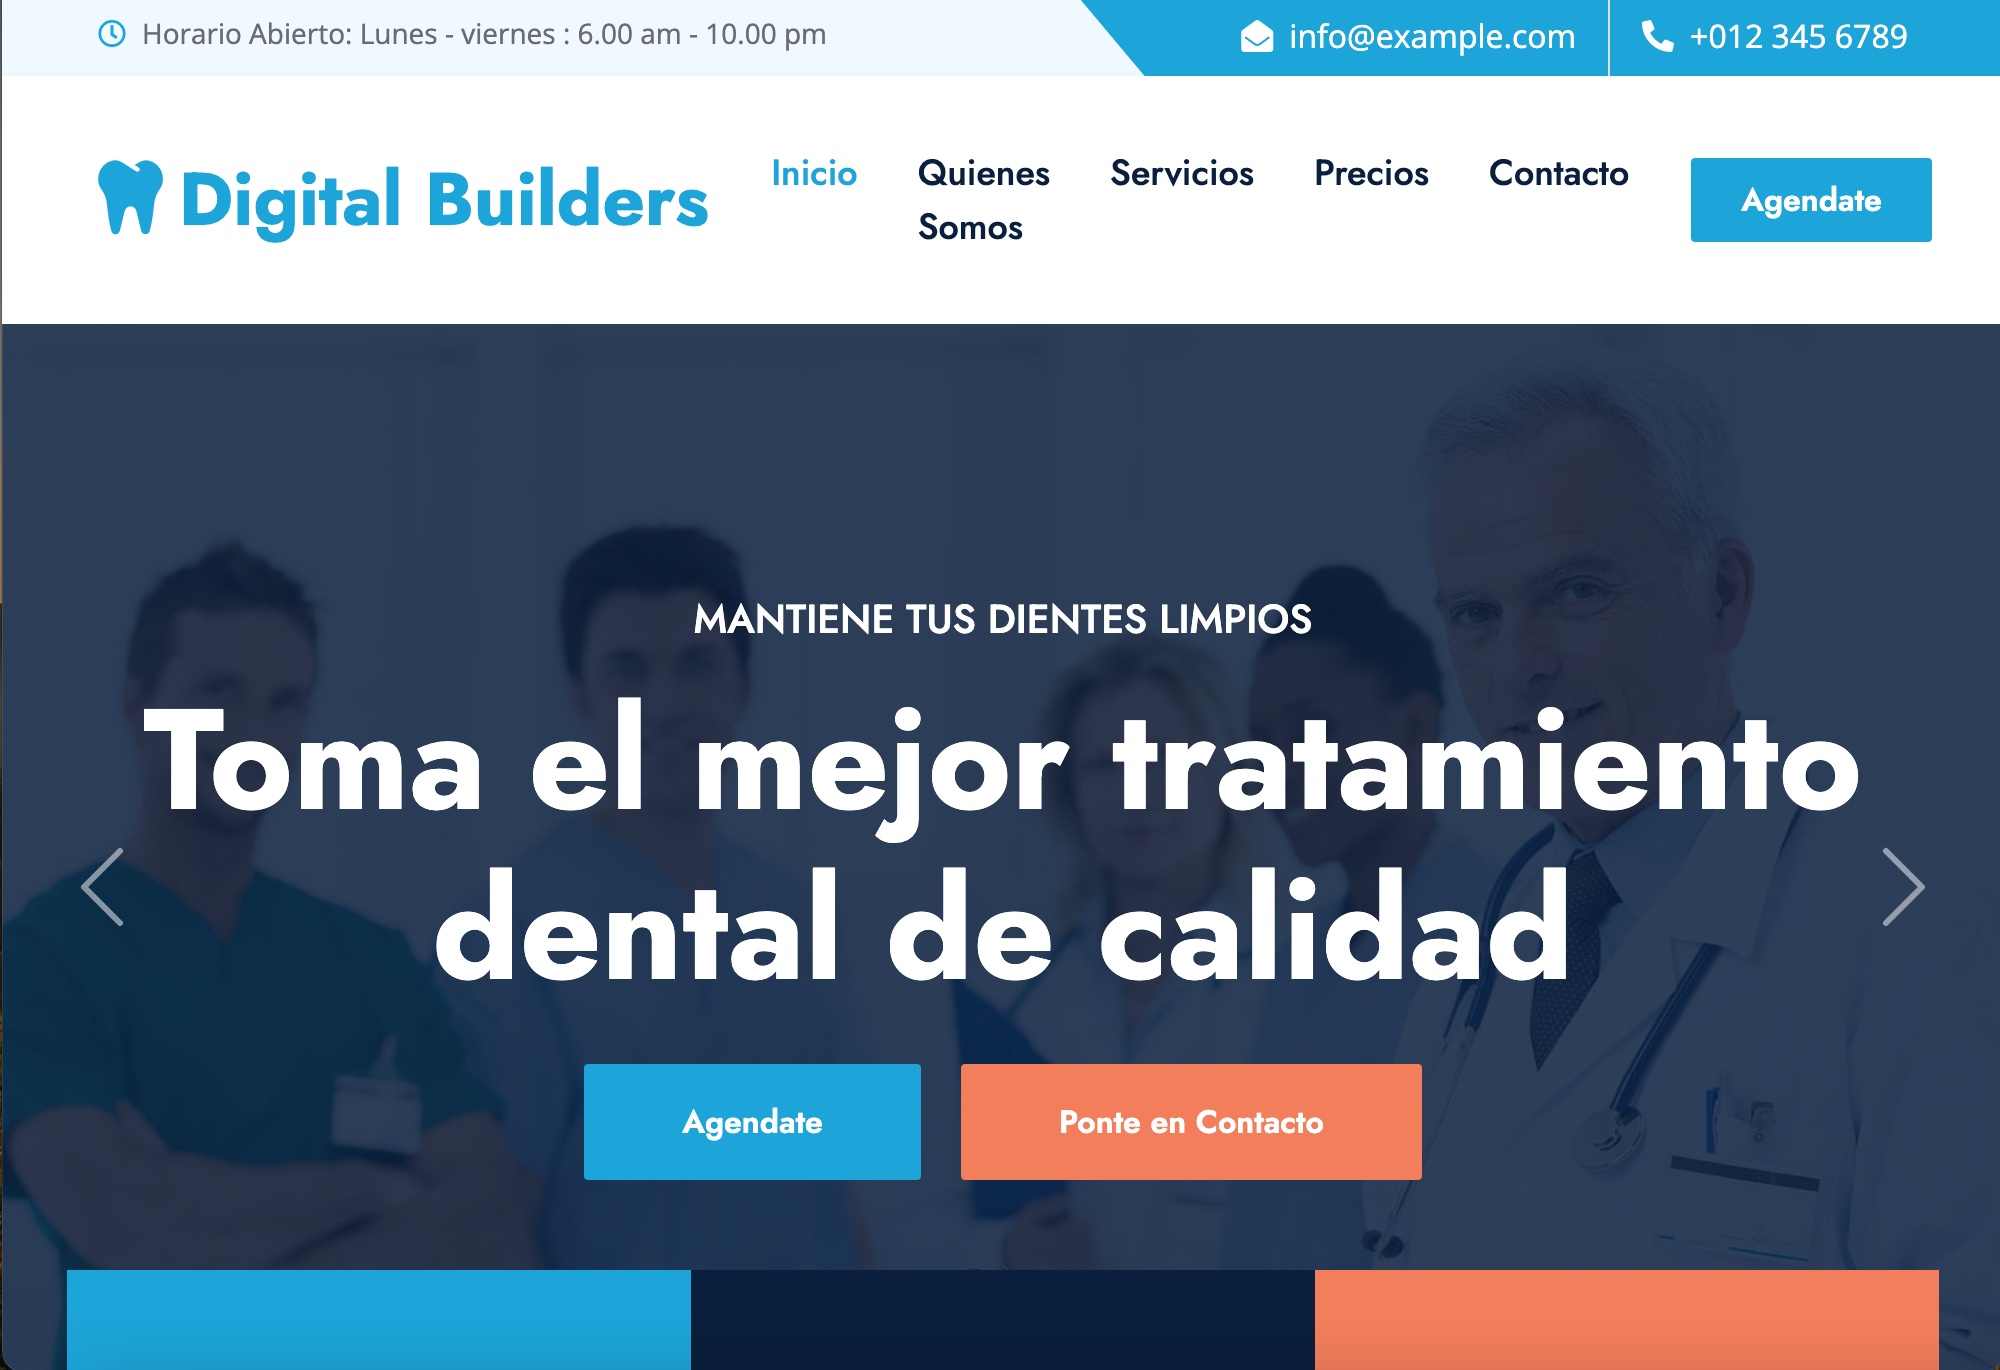 Horario Abierto: Lunes - viernes : 6.00 am - 10.00 pm
info@example.com
+012 345 6789
Digital Builders
Inicio
Quienes
Somos
Servicios
Precios
Contacto
Agendate
MANTIENE TUS DIENTES LIMPIOS
Toma el mejor tratamiento
dental de calidad
Agendate
Ponte en Contacto